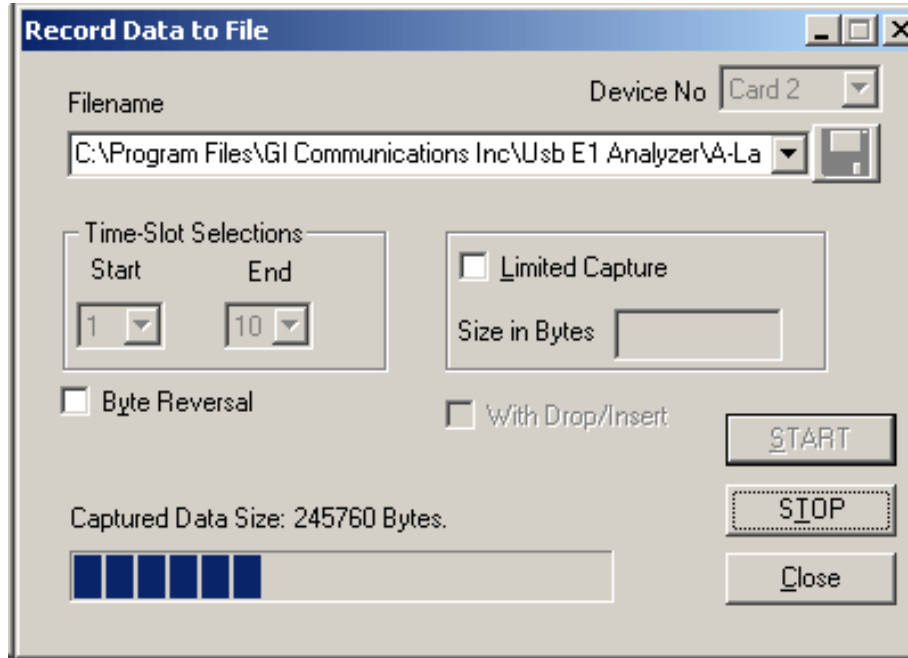 Record Data to File
Device No Card 2
Filename
C:\Program Files\GI Communications Inc\Usb E1 Analyzer\A-La
Time-Slot Selections
Start End
1 10
Limited Capture
Size in Bytes
Byte Reversal
With Drop/Insert
START
Captured Data Size: 245760 Bytes.
STOP
Close